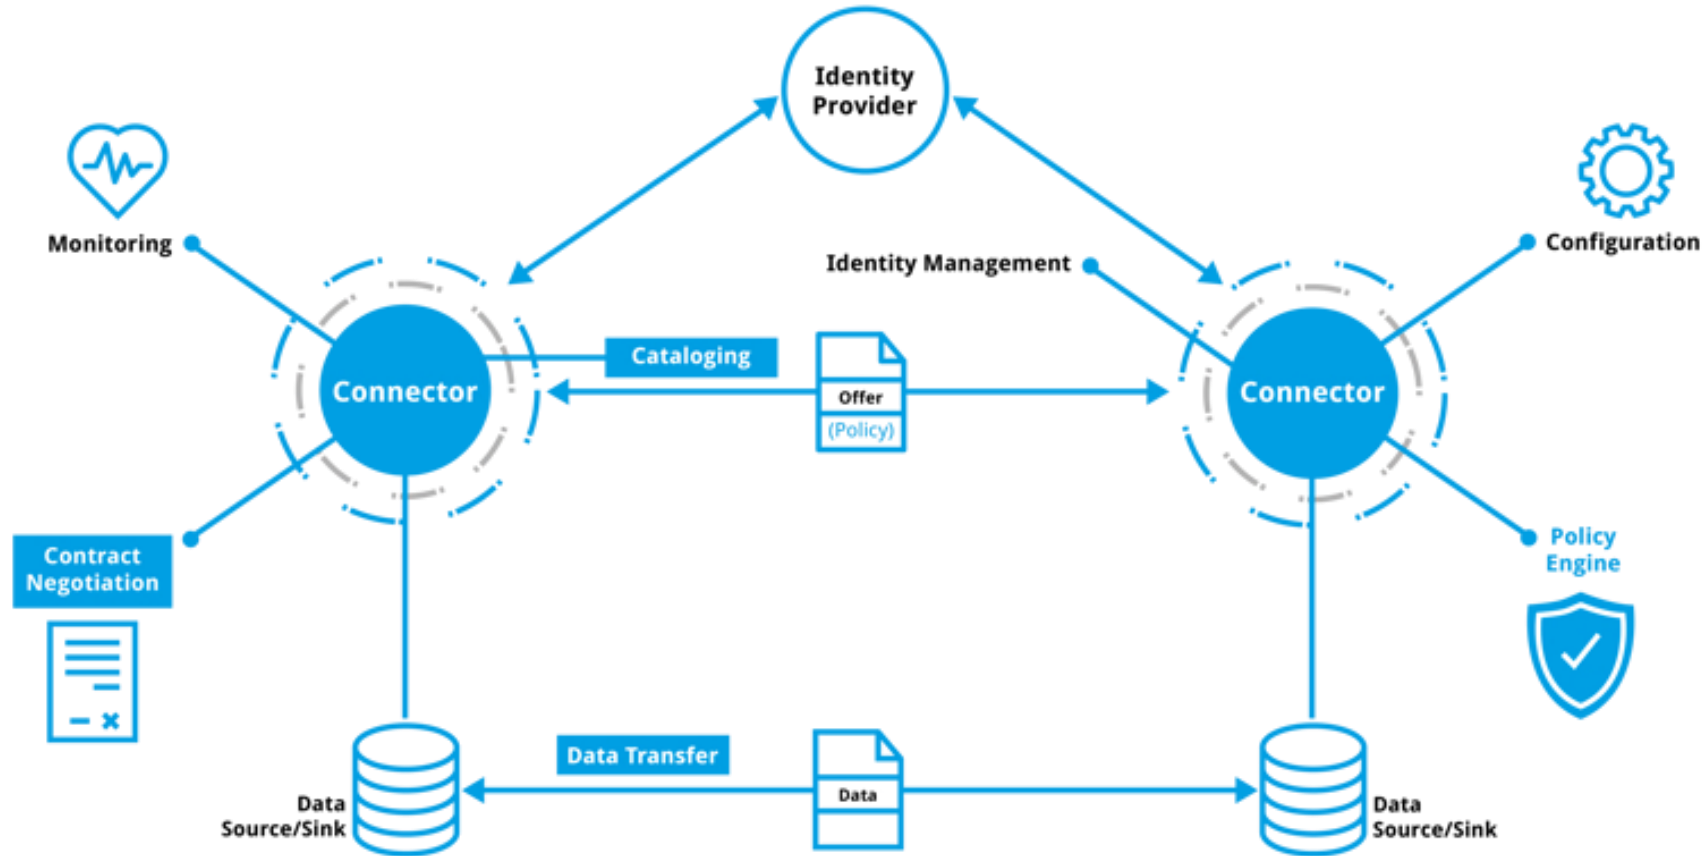 Identity
Provider
Monitoring
Configuration
Identity Management
Cataloging
Connector
Offer
(Policy)
Connector
Contract
Negotiation
Policy
Engine
Data Transfer
Data
Data
Source/Sink
Data
Source/Sink